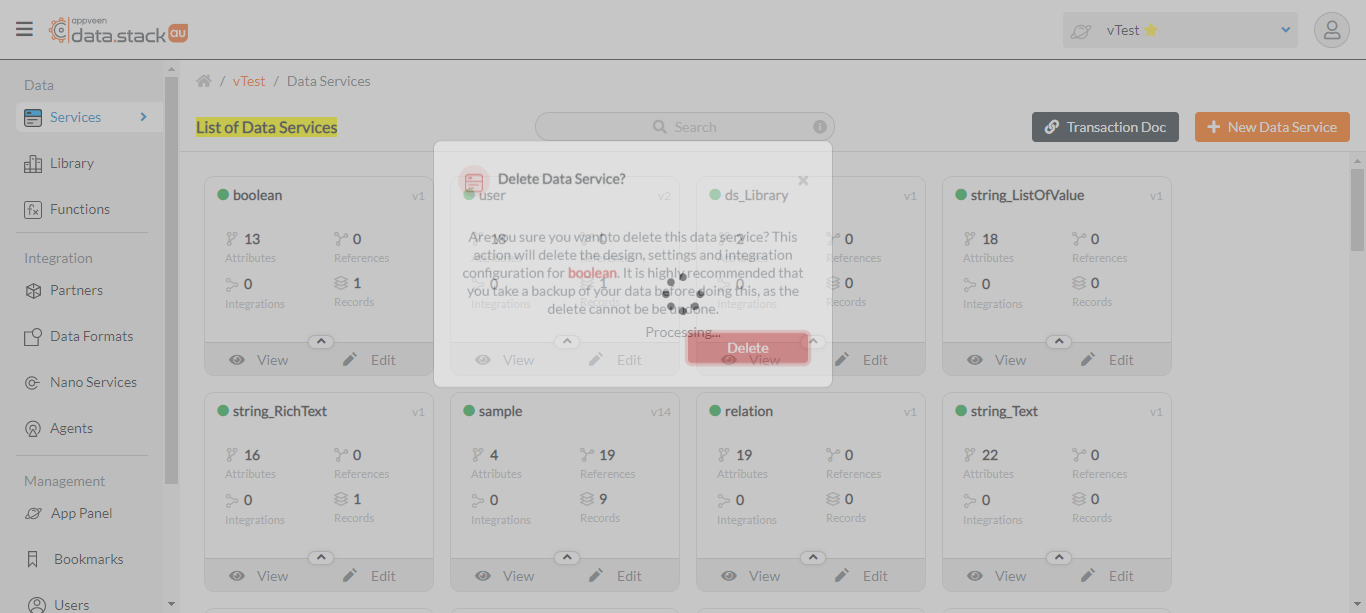 appveen
data.stack au
vTest
Data
Services
Library
Functions
Integration
Partners
Data Formats
Nano Services
Agents
Management
App Panel
Bookmarks
Users
/ vTest / Data Services
List of Data Services
Search
Transaction Doc
New Data Service
Delete Data Service?
Are you sure you want to delete this data service? This
action will delete the design, settings and integration
configuration for boolean. It is highly recommended that
you take a backup of your data before doing this, as the
delete cannot be be undone.
Processing...
Delete
boolean v1
13 0
Attributes References
0 1
Integrations Records
View Edit
user v2
18 0
Attributes References
0 1
Integrations Records
View Edit
ds_Library v1
2 0
Attributes References
0 0
Integrations Records
View Edit
string_ListOfValue v1
18 0
Attributes References
0 0
Integrations Records
View Edit
string_RichText v1
16 0
Attributes References
0 1
Integrations Records
View Edit
sample v14
4 19
Attributes References
0 9
Integrations Records
View Edit
relation v1
19 0
Attributes References
0 0
Integrations Records
View Edit
string_Text v1
22 0
Attributes References
0 0
Integrations Records
View Edit